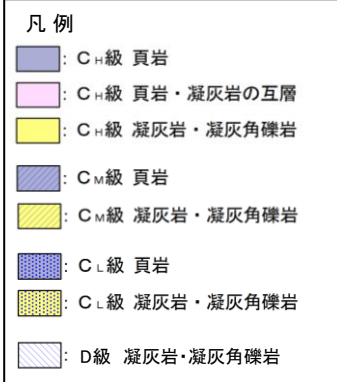 凡 例
: CH級 頁岩
: CH級 頁岩・凝灰岩の互層
: CH級 凝灰岩・凝灰角礫岩
: CM級 頁岩
: CM級 凝灰岩・凝灰角礫岩
: CL級 頁岩
: CL級 凝灰岩・凝灰角礫岩
: D級 凝灰岩・凝灰角礫岩